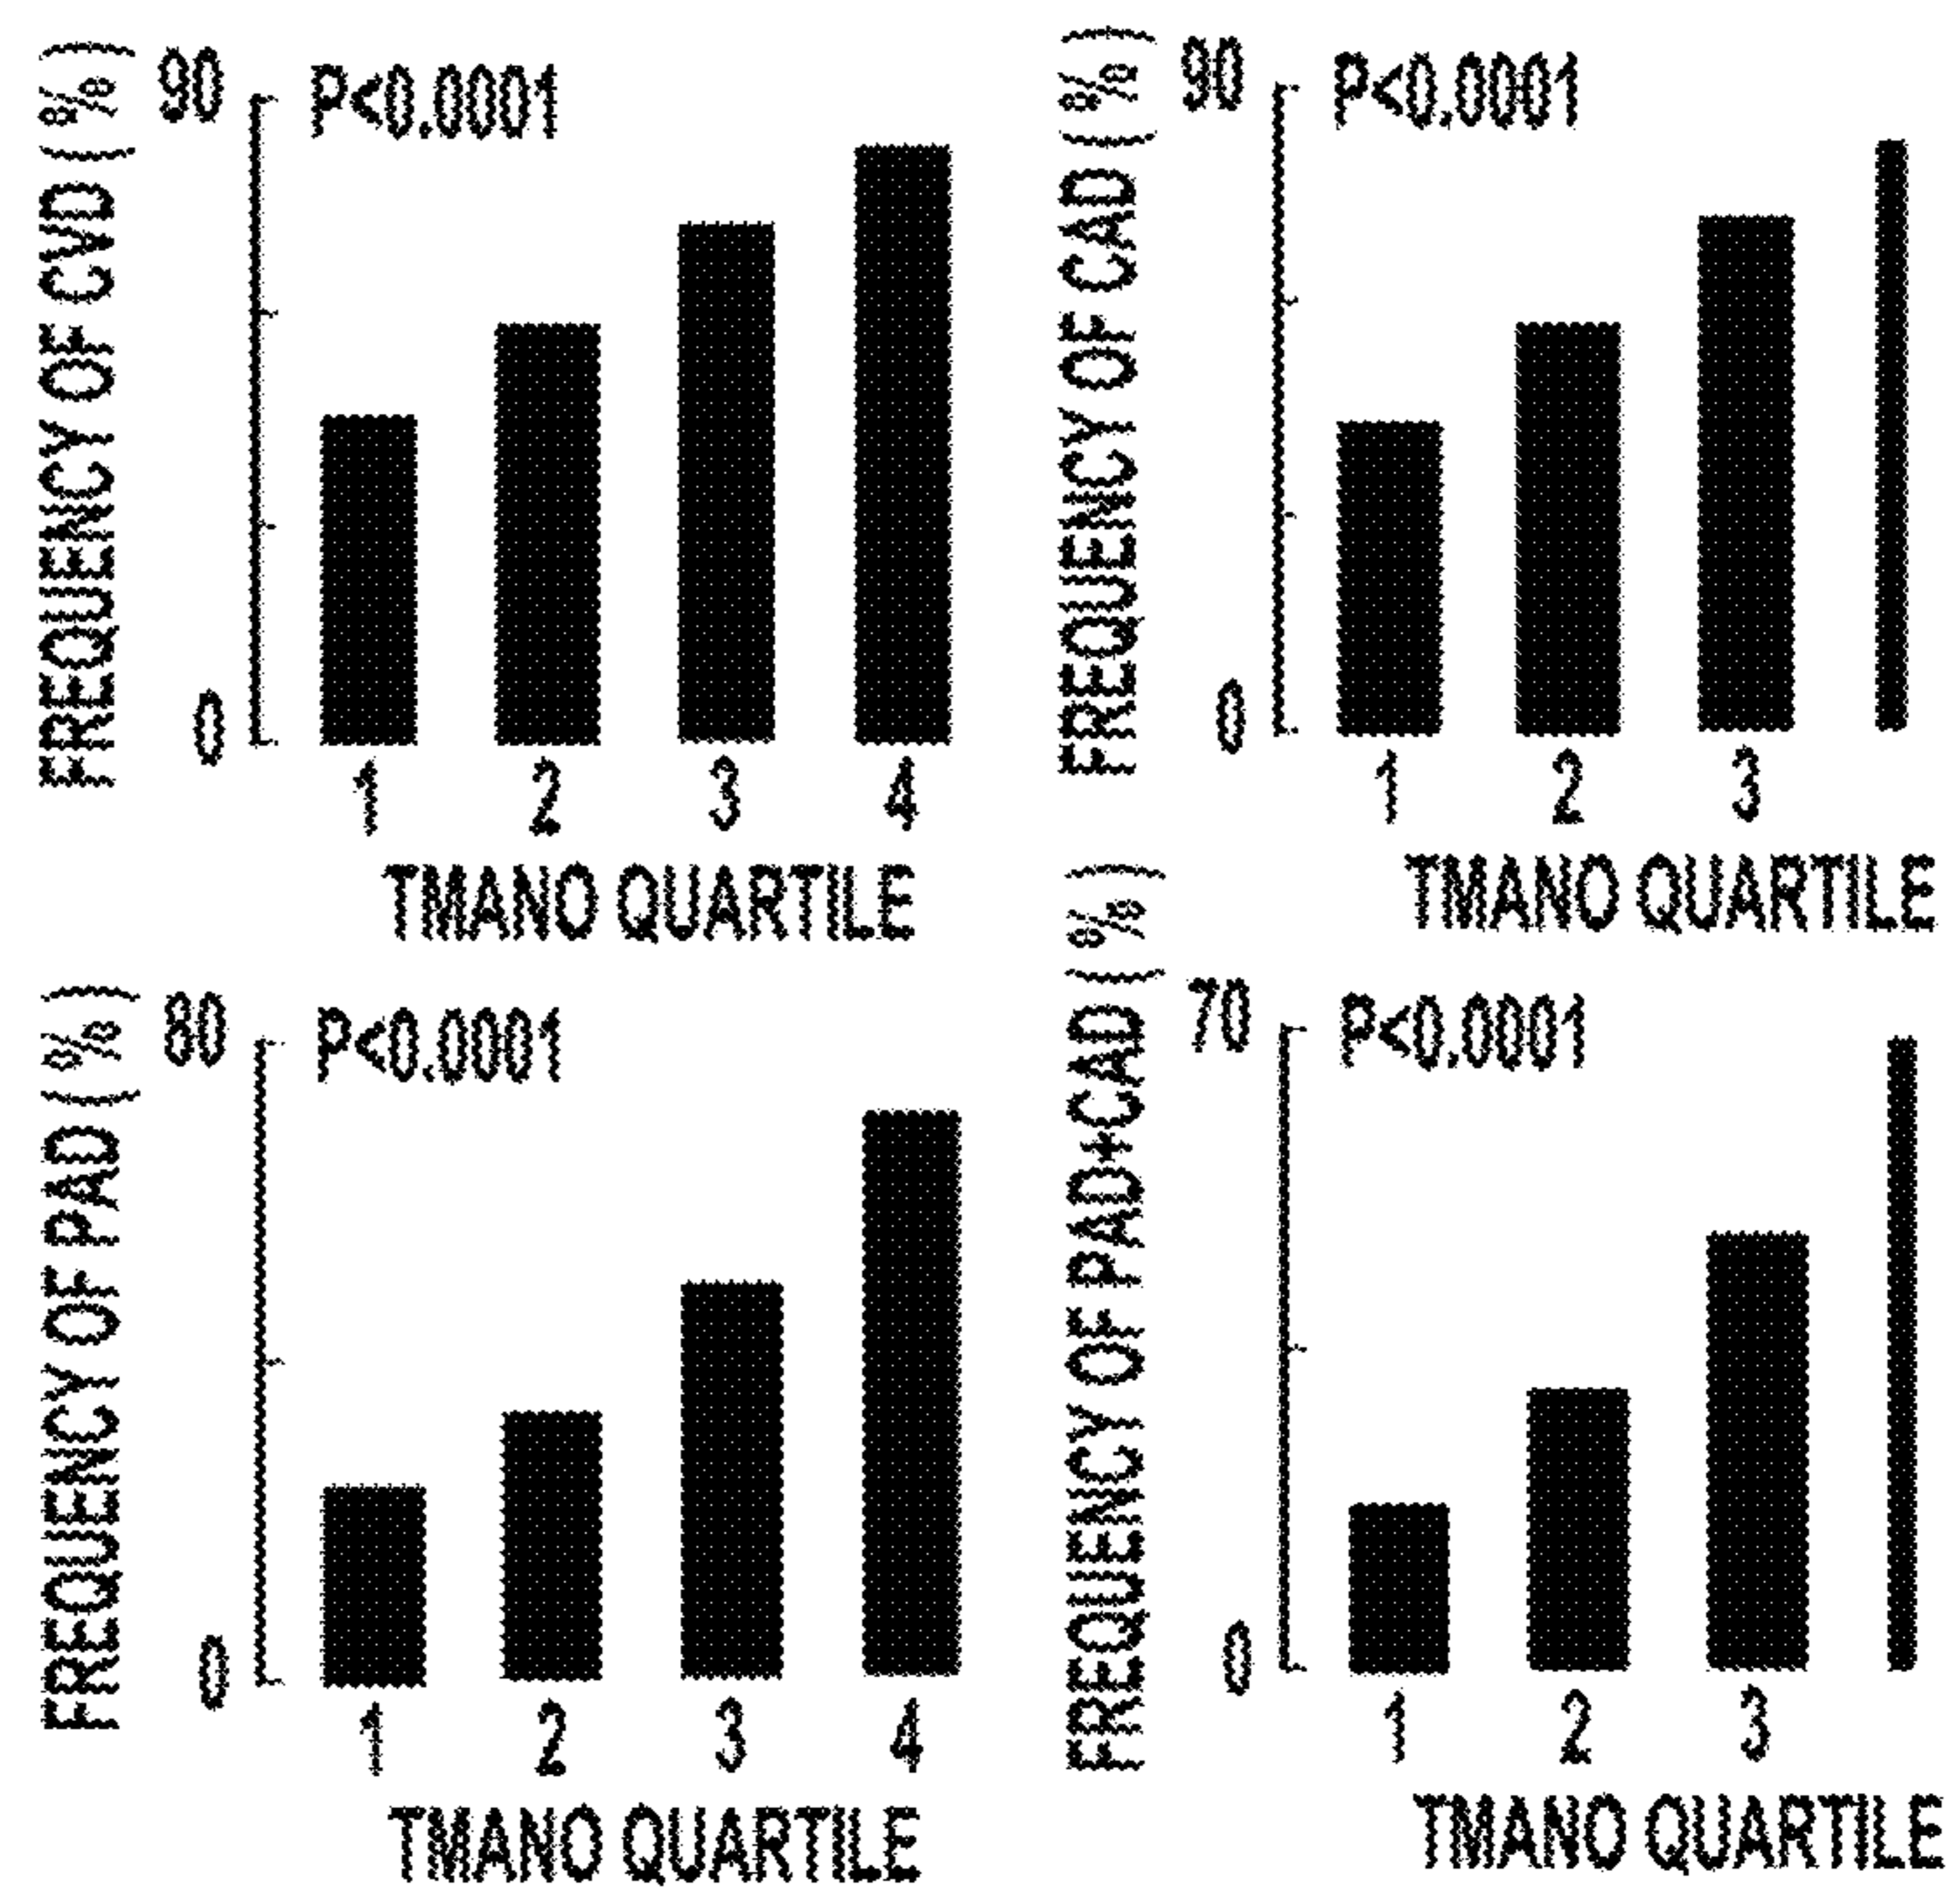 FREQUENCY OF CVD (%)
90
P<0.0001
0
1 2 3 4
TMANO QUARTILE
FREQUENCY OF CAD (%)
90
P<0.0001
0
1 2 3
TMANO QUARTILE
FREQUENCY OF PAD (%)
80
P<0.0001
0
1 2 3 4
TMANO QUARTILE
FREQUENCY OF PAD+CAD (%)
70
P<0.0001
0
1 2 3
TMANO QUARTILE